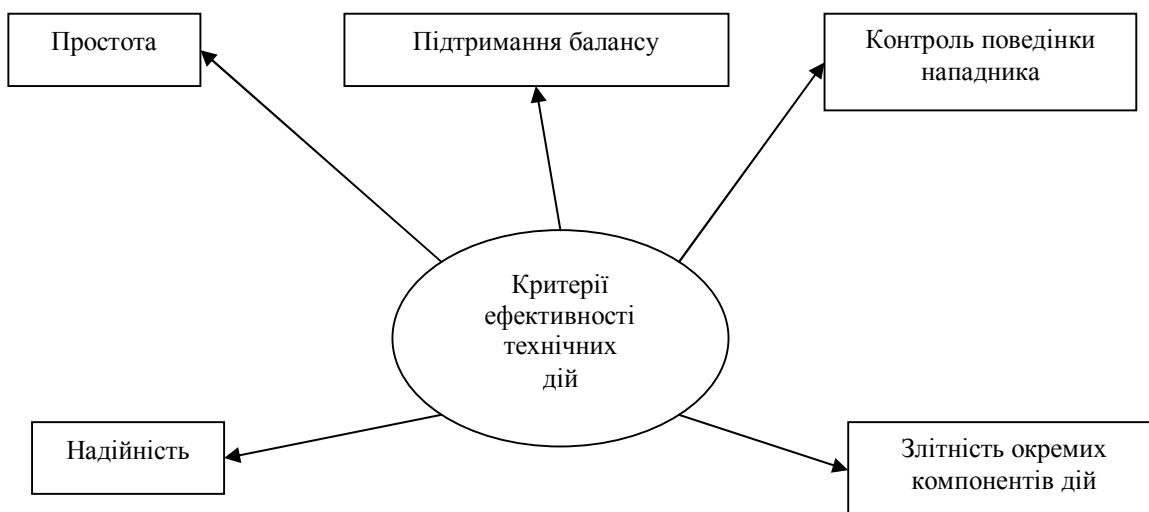 Простота
Підтримання балансу
Контроль поведінки
нападника
Критерії
ефективності
технічних
дій
Надійність
Злітність окремих
компонентів дій